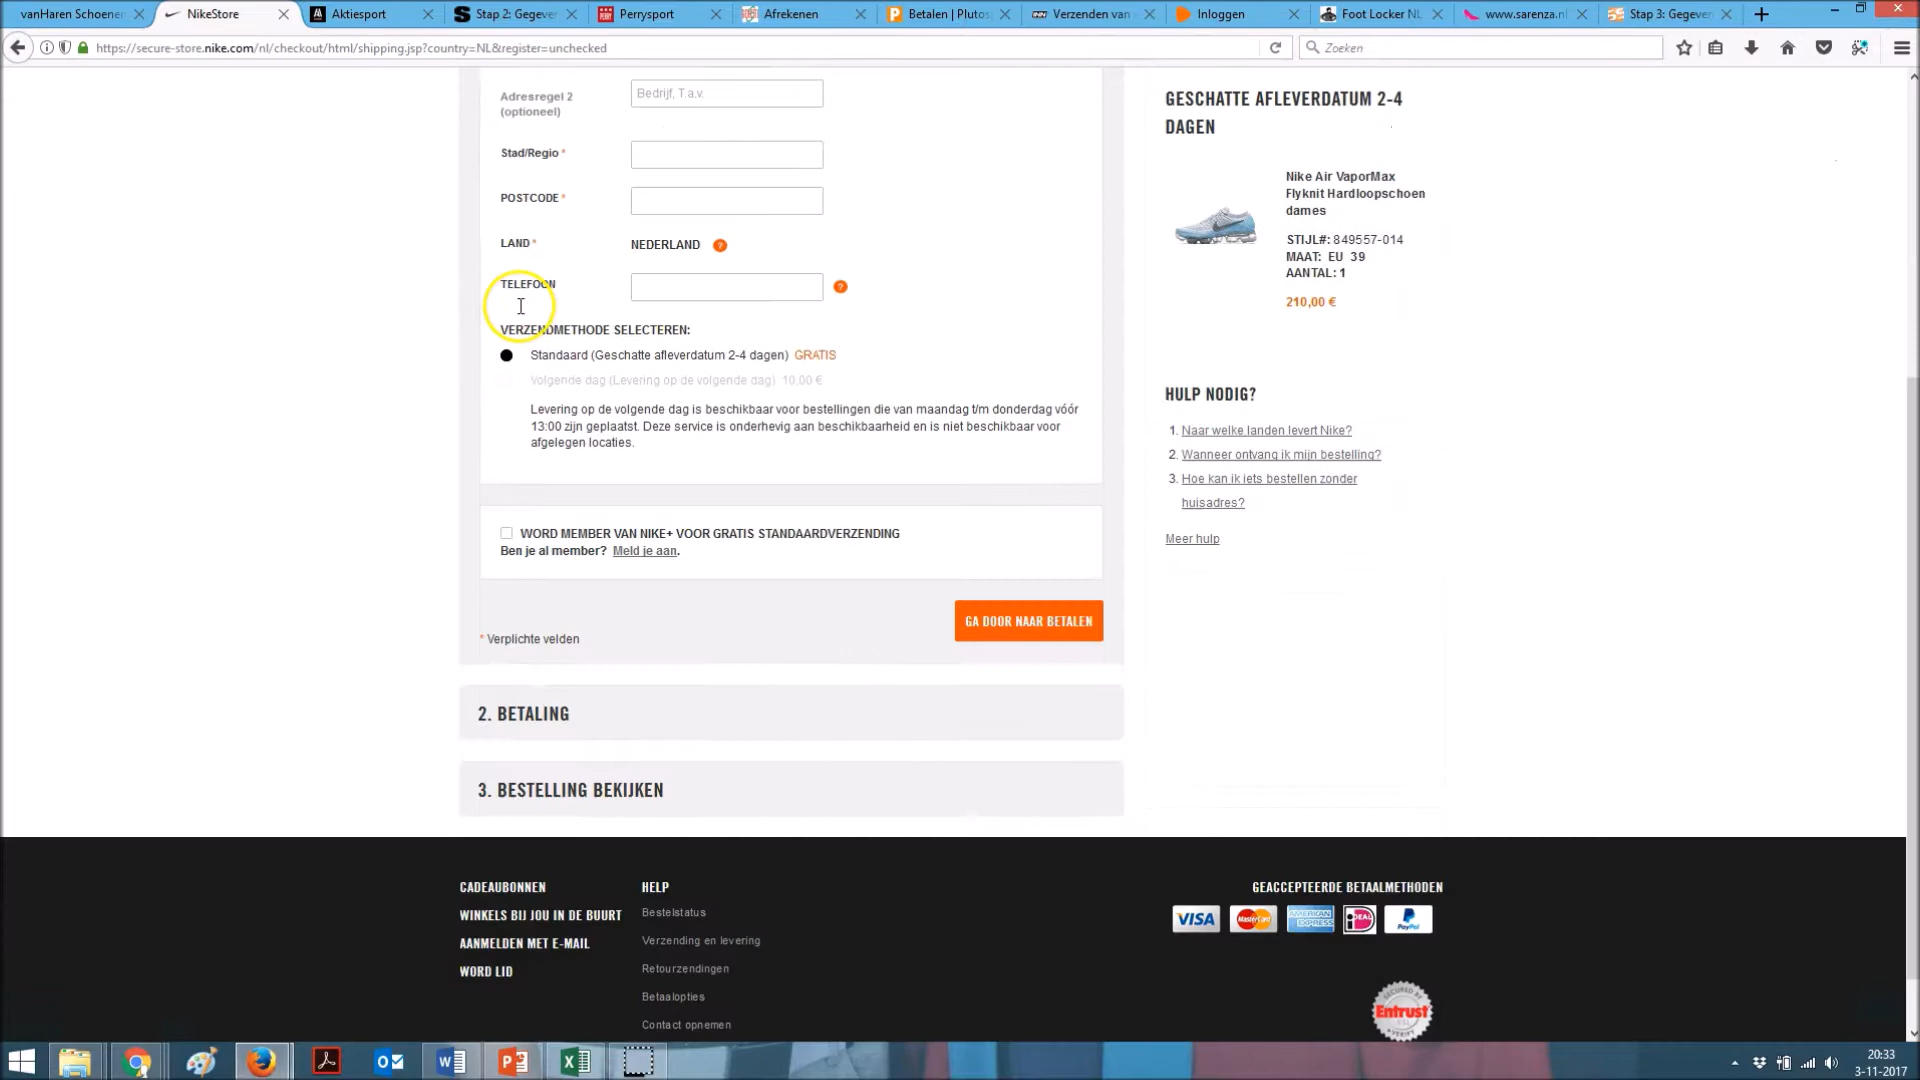 vanHaren Schoenen
NikeStore
Aktiesport
Stap 2: Gegeven
Perrysport
Afrekenen
Betalen | Plutos
Verzenden van
Inloggen
Foot Locker NL
www.sarenza.nl
Stap 3: Gegeven
https://secure-store.nike.com/nl/checkout/html/shipping.jsp?country=NL&register=unchecked
Zoeken
Adresregel 2
(optioneel)
Bedrijf, T.a.v.
Stad/Regio *
POSTCODE *
LAND *
NEDERLAND ?
TELEFOON
?
VERZENDMETHODE SELECTEREN:
Standaard (Geschatte afleverdatum 2-4 dagen) GRATIS
Volgende dag (Levering op de volgende dag) 10,00 €
Levering op de volgende dag is beschikbaar voor bestellingen die van maandag t/m donderdag vóór
13:00 zijn geplaatst. Deze service is onderhevig aan beschikbaarheid en is niet beschikbaar voor
afgelegen locaties.
WORD MEMBER VAN NIKE+ VOOR GRATIS STANDAARDVERZENDING
Ben je al member? Meld je aan.
* Verplichte velden
GA DOOR NAAR BETALEN
2. BETALING
3. BESTELLING BEKIJKEN
GESCHATTE AFLEVERDATUM 2-4
DAGEN
Nike Air VaporMax
Flyknit Hardloopschoen
dames
STIJL#: 849557-014
MAAT: EU 39
AANTAL: 1
210,00 €
HULP NODIG?
1. Naar welke landen levert Nike?
2. Wanneer ontvang ik mijn bestelling?
3. Hoe kan ik iets bestellen zonder
huisadres?
Meer hulp
CADEAUBONNEN
WINKELS BIJ JOU IN DE BUURT
AANMELDEN MET E-MAIL
WORD LID
HELP
Bestelstatus
Verzending en levering
Retourzendingen
Betaalopties
Contact opnemen
GEACCEPTEERDE BETAALMETHODEN
VISA
MasterCard
AMERICAN EXPRESS
iDEAL
PayPal
SECURED BY
Entrust
VERIFY
20:33
3-11-2017